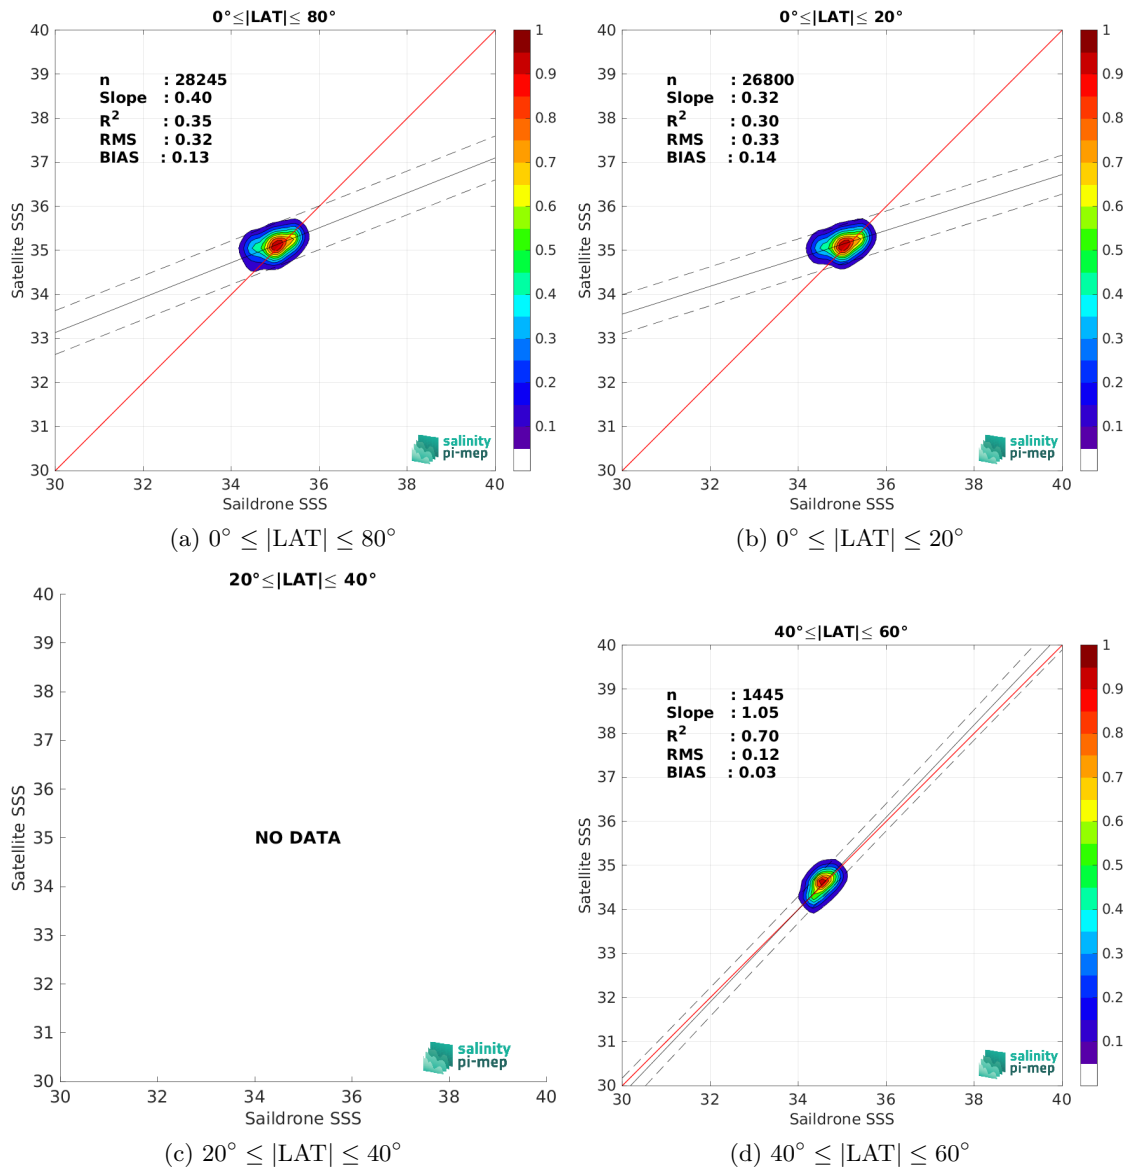 0°≤|LAT|≤ 80°
40
39
38
37
36
35
34
33
32
31
30
Satellite SSS
n : 28245
Slope : 0.40
R² : 0.35
RMS : 0.32
BIAS : 0.13
salinity
pi-mep
30 32 34 36 38 40
Saildrone SSS
1
0.9
0.8
0.7
0.6
0.5
0.4
0.3
0.2
0.1
(a) 0° ≤ |LAT| ≤ 80°
0°≤|LAT|≤ 20°
40
39
38
37
36
35
34
33
32
31
30
Satellite SSS
n : 26800
Slope : 0.32
R² : 0.30
RMS : 0.33
BIAS : 0.14
salinity
pi-mep
30 32 34 36 38 40
Saildrone SSS
1
0.9
0.8
0.7
0.6
0.5
0.4
0.3
0.2
0.1
(b) 0° ≤ |LAT| ≤ 20°
20°≤|LAT|≤ 40°
40
39
38
37
36
35
34
33
32
31
30
Satellite SSS
NO DATA
salinity
pi-mep
30 32 34 36 38 40
Saildrone SSS
(c) 20° ≤ |LAT| ≤ 40°
40°≤|LAT|≤ 60°
40
39
38
37
36
35
34
33
32
31
30
Satellite SSS
n : 1445
Slope : 1.05
R² : 0.70
RMS : 0.12
BIAS : 0.03
salinity
pi-mep
30 32 34 36 38 40
Saildrone SSS
1
0.9
0.8
0.7
0.6
0.5
0.4
0.3
0.2
0.1
(d) 40° ≤ |LAT| ≤ 60°